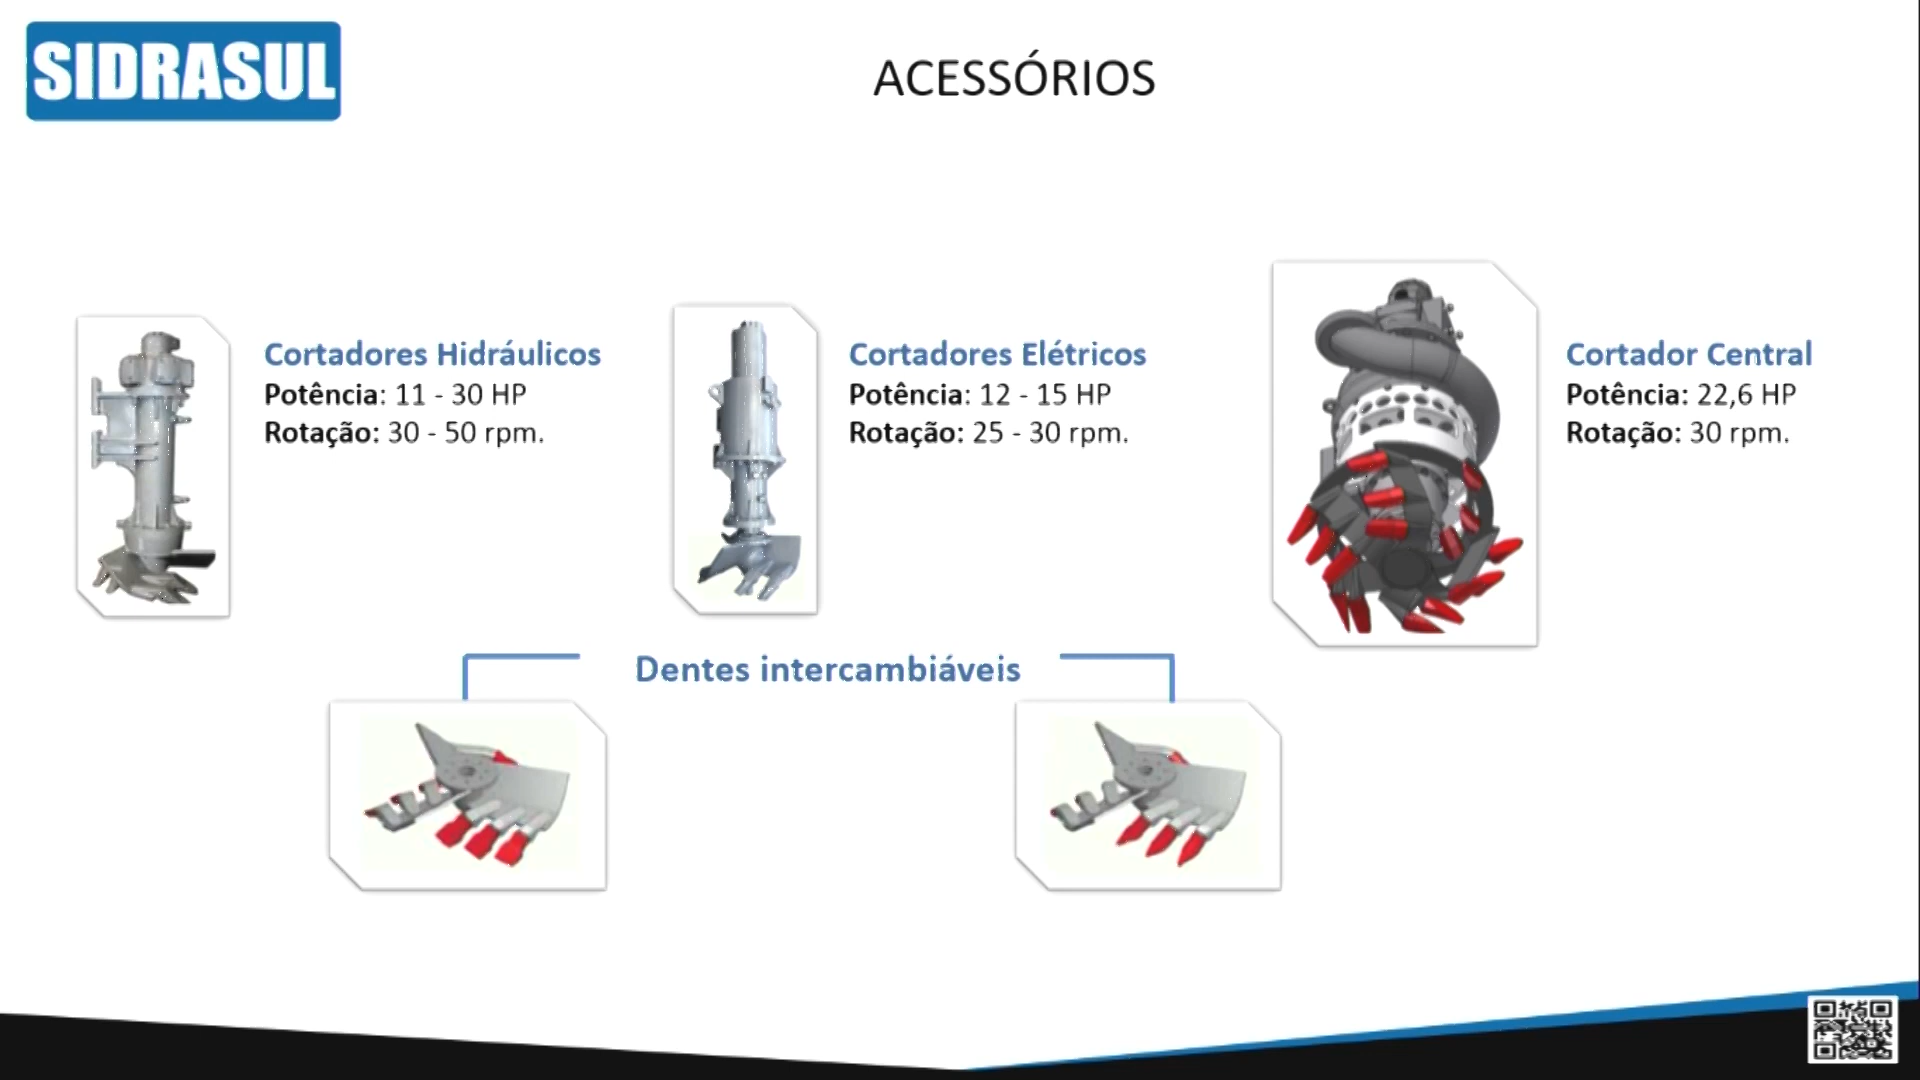 SIDRASUL
ACESSÓRIOS
Cortadores Hidráulicos
Potência: 11 - 30 HP
Rotação: 30 - 50 rpm.
Cortadores Elétricos
Potência: 12 - 15 HP
Rotação: 25 - 30 rpm.
Cortador Central
Potência: 22,6 HP
Rotação: 30 rpm.
Dentes intercambiáveis